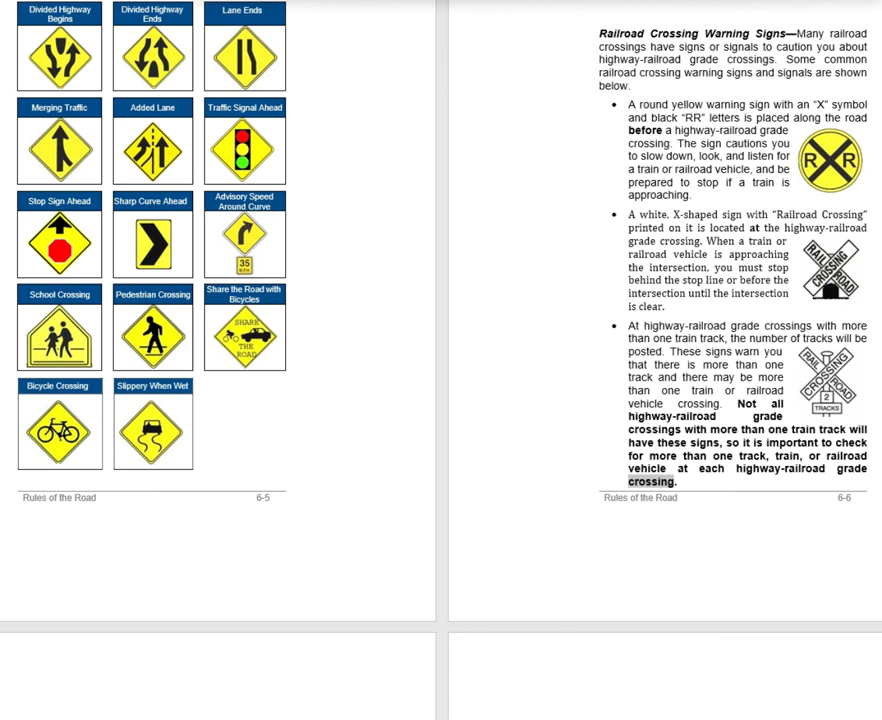 Divided Highway
Begins
Divided Highway
Ends
Lane Ends
Merging Traffic
Added Lane
Traffic Signal Ahead
Stop Sign Ahead
Sharp Curve Ahead
Advisory Speed
Around Curve
35
M.P.H.
School Crossing
Pedestrian Crossing
Share the Road with
Bicycles
SHARE
THE
ROAD
Bicycle Crossing
Slippery When Wet
Rules of the Road
6-5
Railroad Crossing Warning Signs—Many railroad
crossings have signs or signals to caution you about
highway-railroad grade crossings. Some common
railroad crossing warning signs and signals are shown
below.
• A round yellow warning sign with an “X” symbol
and black “RR” letters is placed along the road
before a highway-railroad grade
crossing. The sign cautions you
to slow down, look, and listen for
a train or railroad vehicle, and be
prepared to stop if a train is
approaching.
R R
• A white, X-shaped sign with “Railroad Crossing”
printed on it is located at the highway-railroad
grade crossing. When a train or
railroad vehicle is approaching
the intersection, you must stop
behind the stop line or before the
intersection until the intersection
is clear.
RAIL ROAD
CROSSING
• At highway-railroad grade crossings with more
than one train track, the number of tracks will be
posted. These signs warn you
that there is more than one
track and there may be more
than one train or railroad
vehicle crossing. Not all
highway-railroad grade
crossings with more than one train track will
have these signs, so it is important to check
for more than one track, train, or railroad
vehicle at each highway-railroad grade
crossing.
RAIL ROAD
CROSSING
2
TRACKS
Rules of the Road
6-6